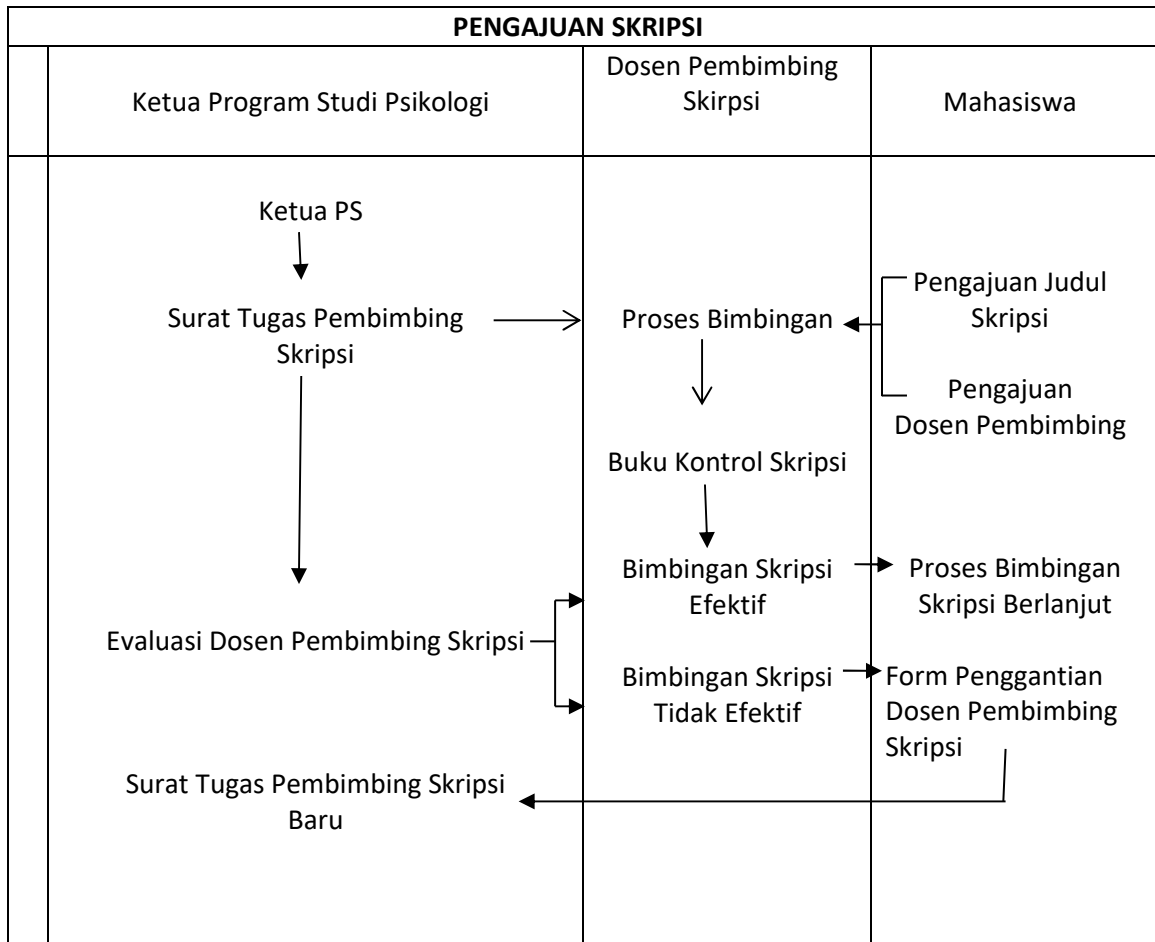 PENGAJUAN SKRIPSI
Ketua Program Studi Psikologi
Dosen Pembimbing
Skirpsi
Mahasiswa
Ketua PS
Surat Tugas Pembimbing
Skripsi
Proses Bimbingan
Pengajuan Judul
Skripsi
Pengajuan
Dosen Pembimbing
Buku Kontrol Skripsi
Bimbingan Skripsi
Efektif
Proses Bimbingan
Skripsi Berlanjut
Evaluasi Dosen Pembimbing Skripsi
Bimbingan Skripsi
Tidak Efektif
Form Penggantian
Dosen Pembimbing
Skripsi
Surat Tugas Pembimbing Skripsi
Baru